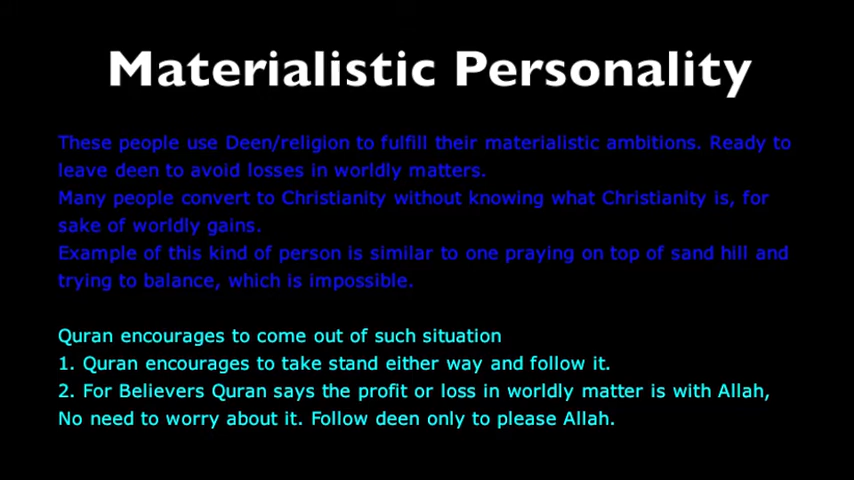 Materialistic Personality
These people use Deen/religion to fulfill their materialistic ambitions. Ready to
leave deen to avoid losses in worldly matters.
Many people convert to Christianity without knowing what Christianity is, for
sake of worldly gains.
Example of this kind of person is similar to one praying on top of sand hill and
trying to balance, which is impossible.
Quran encourages to come out of such situation
1. Quran encourages to take stand either way and follow it.
2. For Believers Quran says the profit or loss in worldly matter is with Allah,
No need to worry about it. Follow deen only to please Allah.